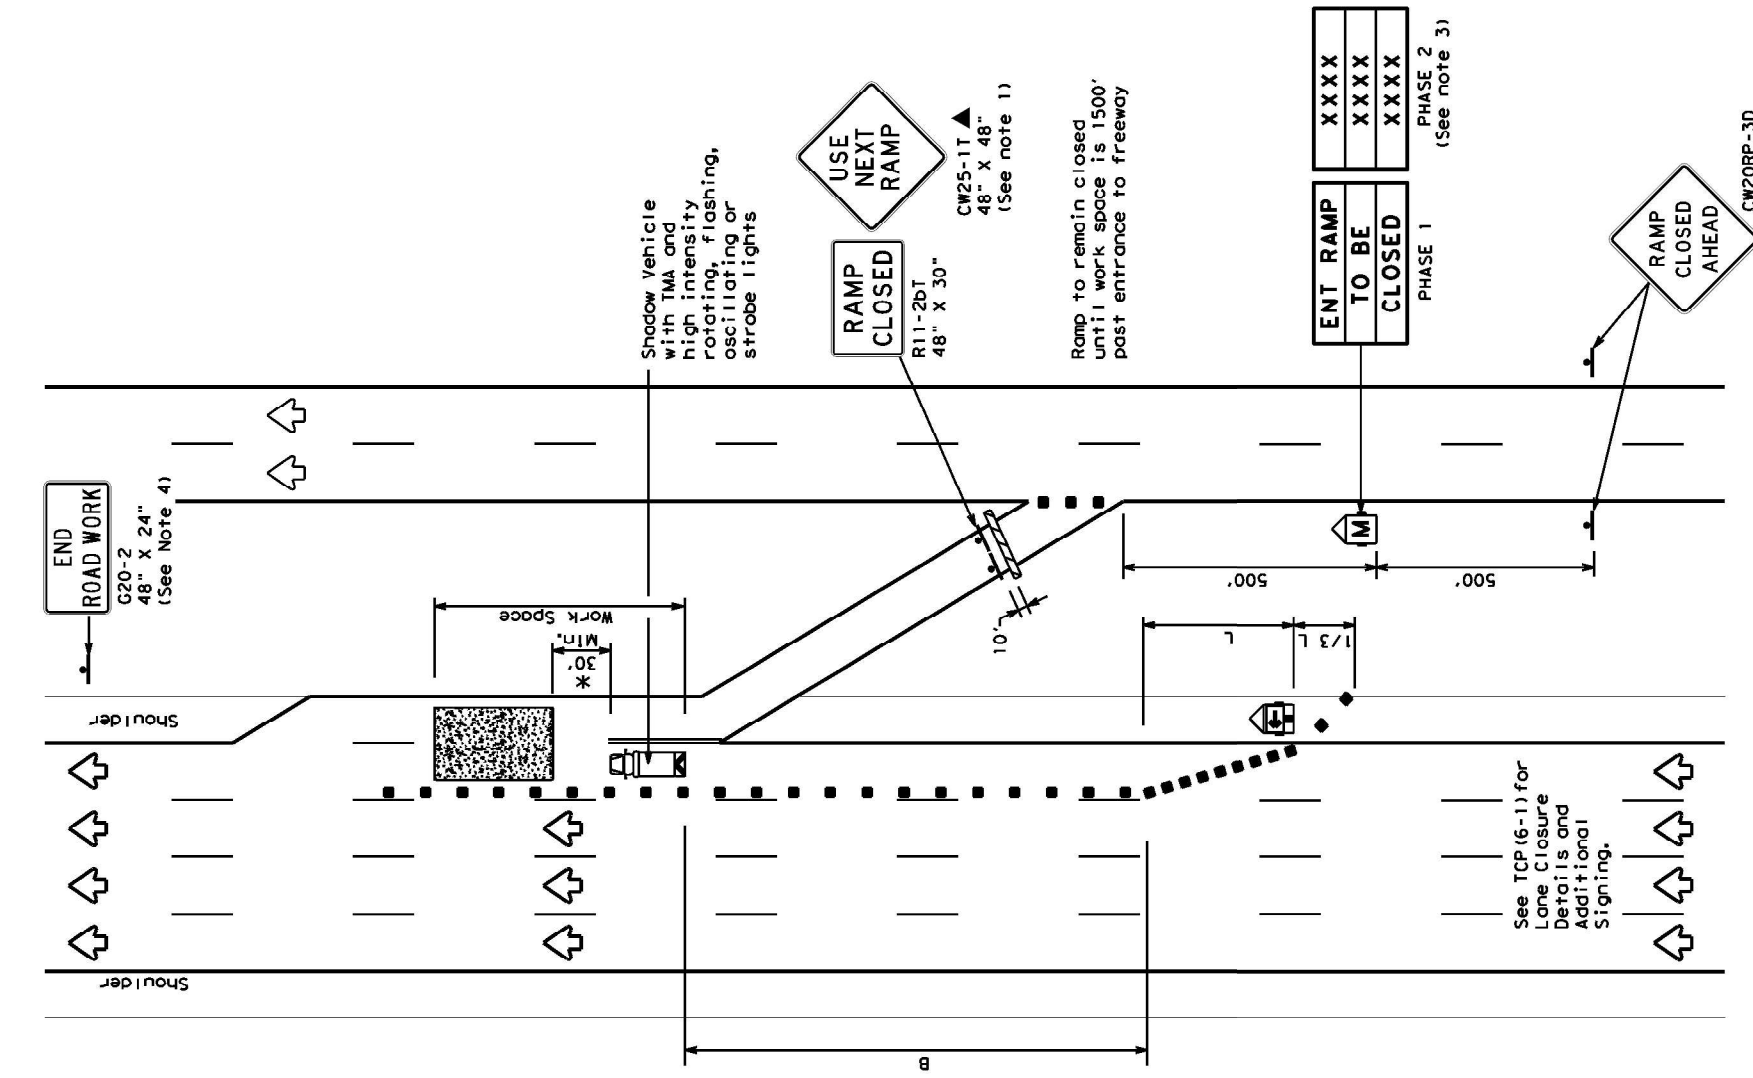 END
ROAD WORK
G20-2
48" X 24"
(See Note 4)
Shoulder
Work Space
Min.
30'
*
Shadow Vehicle
with TMA and
high intensity
rotating, flashing,
oscillating or
strobe lights
USE
NEXT
RAMP
CW25-1T
48" X 48"
(See note 1)
RAMP
CLOSED
R11-2bT
48" X 30"
Ramp to remain closed
until work space is 1500'
past entrance to freeway
10'
XXXX
XXXX
XXXX
PHASE 2
(See note 3)
ENT RAMP
TO BE
CLOSED
PHASE 1
M
500'
500'
RAMP
CLOSED
AHEAD
CW20RP-3D
L
1/3 L
See TCP(6-1)for
Lane Closure
Details and
Additional
Signing.
Shoulder
B